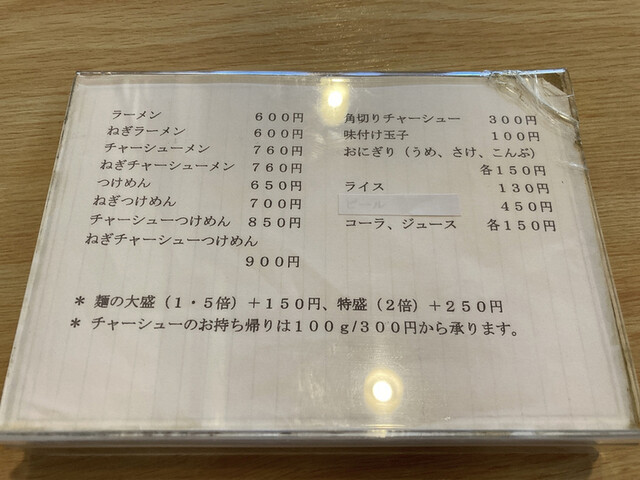 ラーメン 600円
ねぎラーメン 600円
チャーシューメン 760円
ねぎチャーシューメン 760円
つけめん 650円
ねぎつけめん 700円
チャーシューつけめん 850円
ねぎチャーシューつけめん
900円
角切りチャーシュー 300円
味付け玉子 100円
おにぎり(うめ、さけ、こんぶ)
各150円
ライス 130円
ビール 450円
コーラ、ジュース 各150円
* 麺の大盛(1・5倍)+150円、特盛(2倍)+250円
* チャーシューのお持ち帰りは100g/300円から承ります。